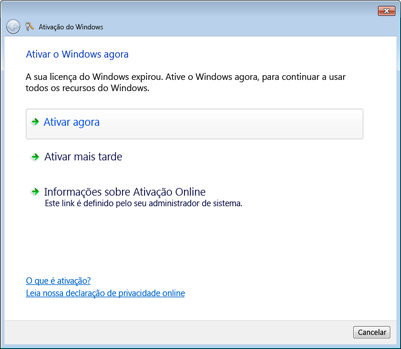 Ativação do Windows
Ativar o Windows agora
A sua licença do Windows expirou. Ative o Windows agora, para continuar a usar
todos os recursos do Windows.
Ativar agora
Ativar mais tarde
Informações sobre Ativação Online
Este link é definido pelo seu administrador de sistema.
O que é ativação?
Leia nossa declaração de privacidade online
Cancelar